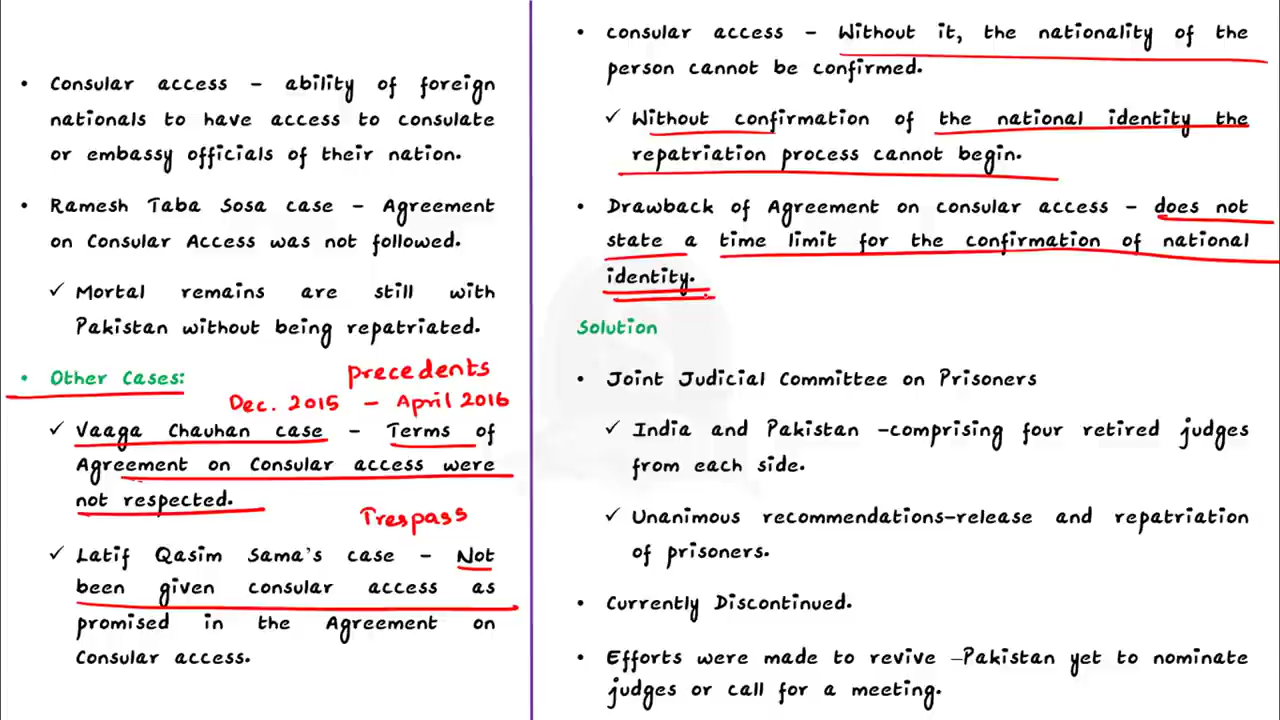 • Consular access – ability of foreign
nationals to have access to consulate
or embassy officials of their nation.
• Ramesh Taba Sosa case – Agreement
on Consular Access was not followed.
✓ Mortal remains are still with
Pakistan without being repatriated.
• Other Cases:
precedents
Dec. 2015 – April 2016
✓ Vaaga Chauhan case – Terms of
Agreement on Consular access were
not respected.
Trespass
✓ Latif Qasim Sama's case – Not
been given consular access as
promised in the Agreement on
Consular access.
• consular access – Without it, the nationality of the
person cannot be confirmed.
✓ Without confirmation of the national identity the
repatriation process cannot begin.
• Drawback of Agreement on consular access – does not
state a time limit for the confirmation of national
identity.
Solution
• Joint Judicial Committee on Prisoners
✓ India and Pakistan –comprising four retired judges
from each side.
✓ Unanimous recommendations–release and repatriation
of prisoners.
• Currently Discontinued.
• Efforts were made to revive –Pakistan yet to nominate
judges or call for a meeting.